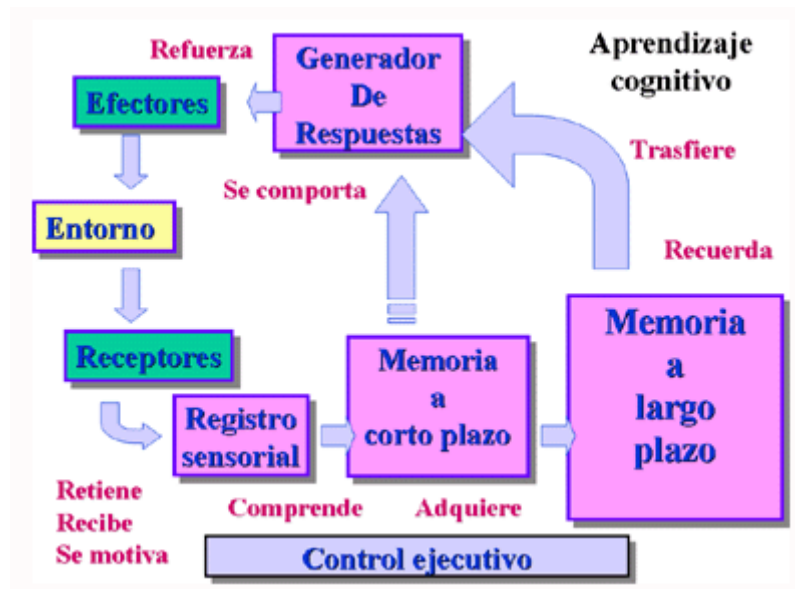 Aprendizaje
cognitivo
Refuerza
Generador
De
Respuestas
Efectores
Trasfiere
Se comporta
Entorno
Recuerda
Receptores
Memoria
a
corto plazo
Memoria
a
largo
plazo
Registro
sensorial
Retiene
Recibe
Se motiva
Comprende
Adquiere
Control ejecutivo